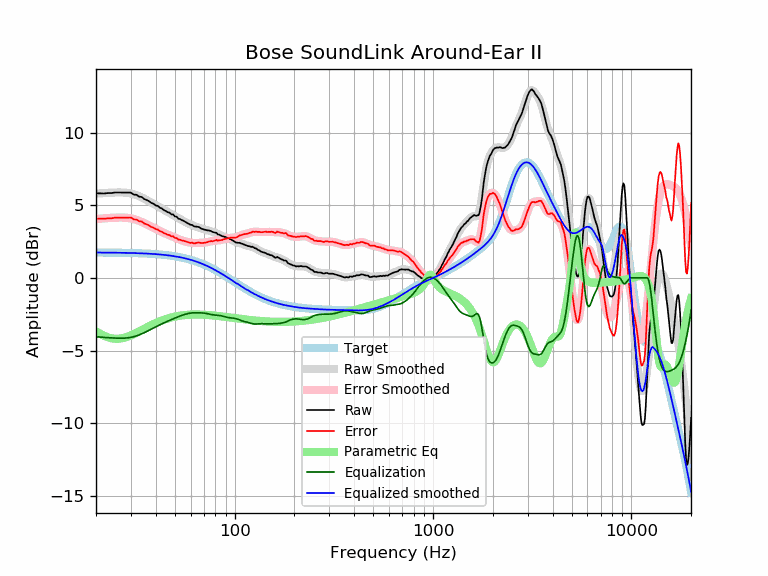 Bose SoundLink Around-Ear II
Amplitude (dBr)
10
5
0
−5
−10
−15
Target
Raw Smoothed
Error Smoothed
Raw
Error
Parametric Eq
Equalization
Equalized smoothed
100 1000 10000
Frequency (Hz)